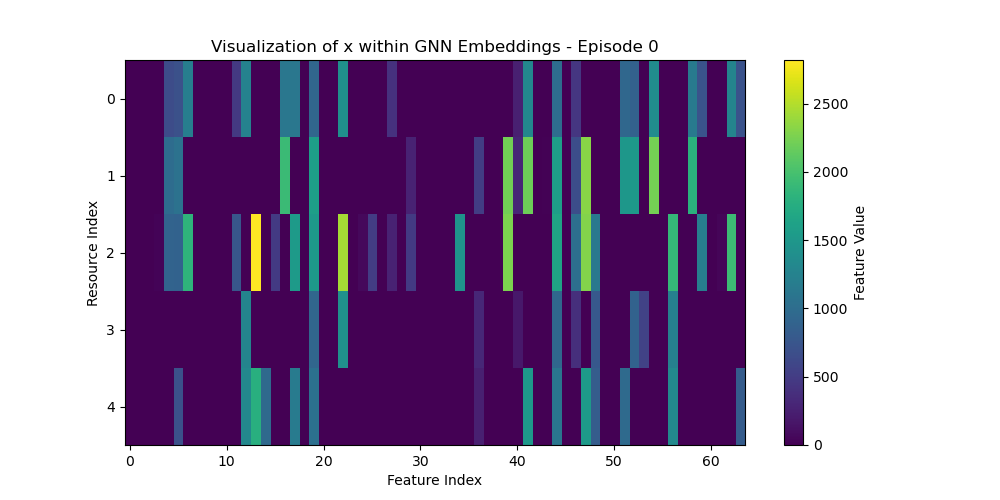 Visualization of x within GNN Embeddings - Episode 0
Resource Index
0
1
2
3
4
0 10 20 30 40 50 60
Feature Index
2500
2000
1500
1000
500
0
Feature Value